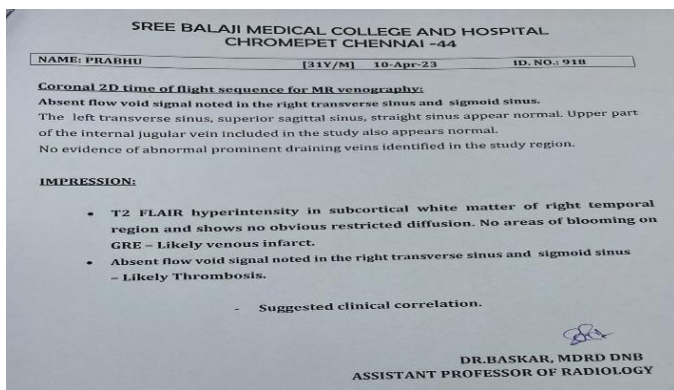 SREE BALAJI MEDICAL COLLEGE AND HOSPITAL
CHROMEPET CHENNAI -44
NAME: PRABHU [31Y/M] 10-Apr-23 ID. NO.: 918
Coronal 2D time of flight sequence for MR venography:
Absent flow void signal noted in the right transverse sinus and sigmoid sinus.
The left transverse sinus, superior sagittal sinus, straight sinus appear normal. Upper part
of the internal jugular vein included in the study also appears normal.
No evidence of abnormal prominent draining veins identified in the study region.
IMPRESSION:
• T2 FLAIR hyperintensity in subcortical white matter of right temporal
region and shows no obvious restricted diffusion. No areas of blooming on
GRE – Likely venous infarct.
• Absent flow void signal noted in the right transverse sinus and sigmoid sinus
– Likely Thrombosis.
- Suggested clinical correlation.
DR.BASKAR, MDRD DNB
ASSISTANT PROFESSOR OF RADIOLOGY